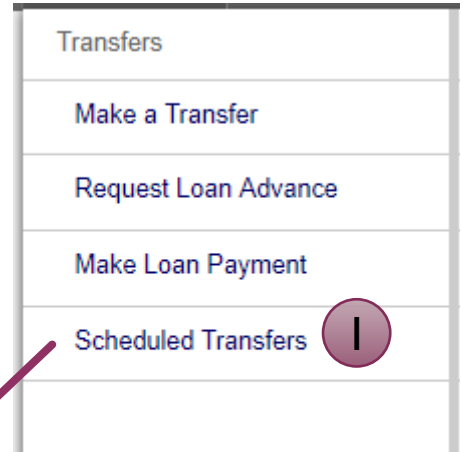 Transfers
Make a Transfer
Request Loan Advance
Make Loan Payment
Scheduled Transfers I